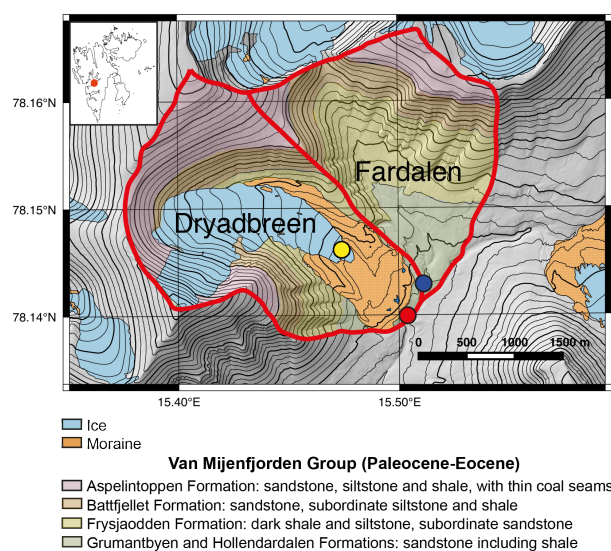 78.16°N
Fardalen
78.15°N
Dryadbreen
78.14°N
0 500 1000 1500 m
15.40°E 15.50°E
Ice
Moraine
Van Mijenfjorden Group (Paleocene-Eocene)
Aspelintoppen Formation: sandstone, siltstone and shale, with thin coal seams
Battfjellet Formation: sandstone, subordinate siltstone and shale
Frysjaodden Formation: dark shale and siltstone, subordinate sandstone
Grumantbyen and Hollendardalen Formations: sandstone including shale